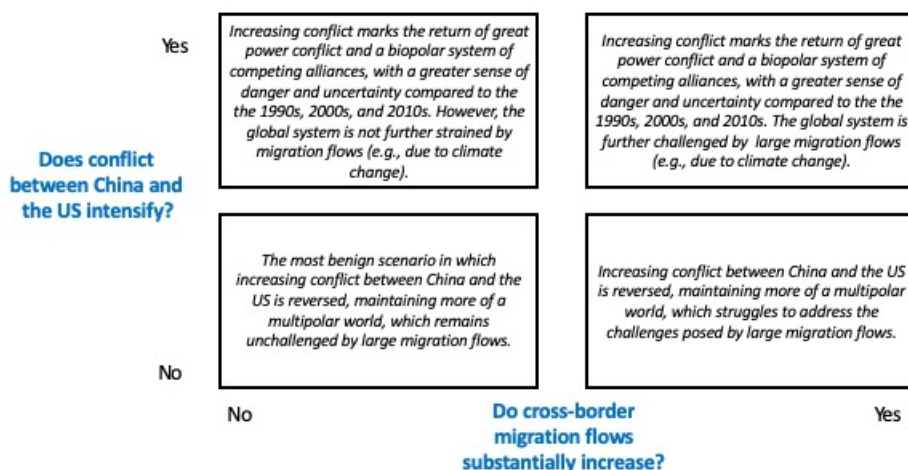 Yes
Increasing conflict marks the return of great
power conflict and a biopolar system of
competing alliances, with a greater sense of
danger and uncertainty compared to the
the 1990s, 2000s, and 2010s. However, the
global system is not further strained by
migration flows (e.g., due to climate
change).
Increasing conflict marks the return of great
power conflict and a biopolar system of
competing alliances, with a greater sense of
danger and uncertainty compared to the the
1990s, 2000s, and 2010s. The global system is
further challenged by large migration flows
(e.g., due to climate change).
Does conflict
between China and
the US intensify?
The most benign scenario in which
increasing conflict between China and the
US is reversed, maintaining more of a
multipolar world, which remains
unchallenged by large migration flows.
Increasing conflict between China and the US
is reversed, maintaining more of a multipolar
world, which struggles to address the
challenges posed by large migration flows.
No
No
Do cross-border
migration flows
substantially increase?
Yes